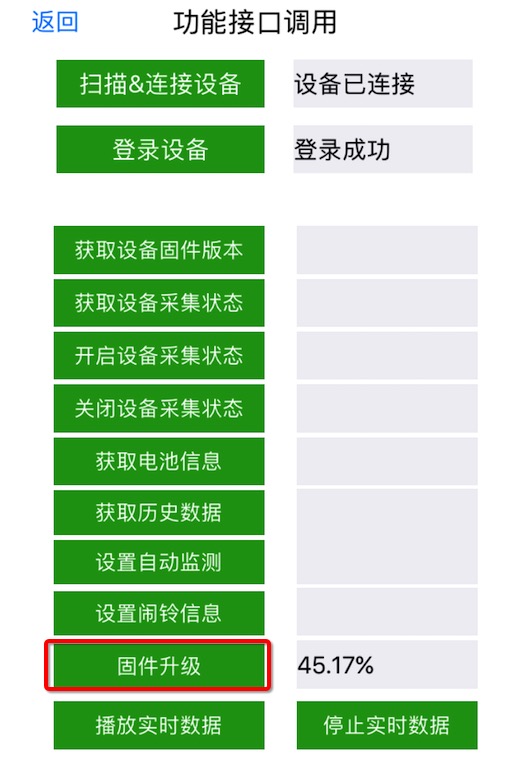 返回 功能接口调用
扫描&连接设备 设备已连接
登录设备 登录成功
获取设备固件版本
获取设备采集状态
开启设备采集状态
关闭设备采集状态
获取电池信息
获取历史数据
设置自动监测
设置闹铃信息
固件升级 45.17%
播放实时数据 停止实时数据